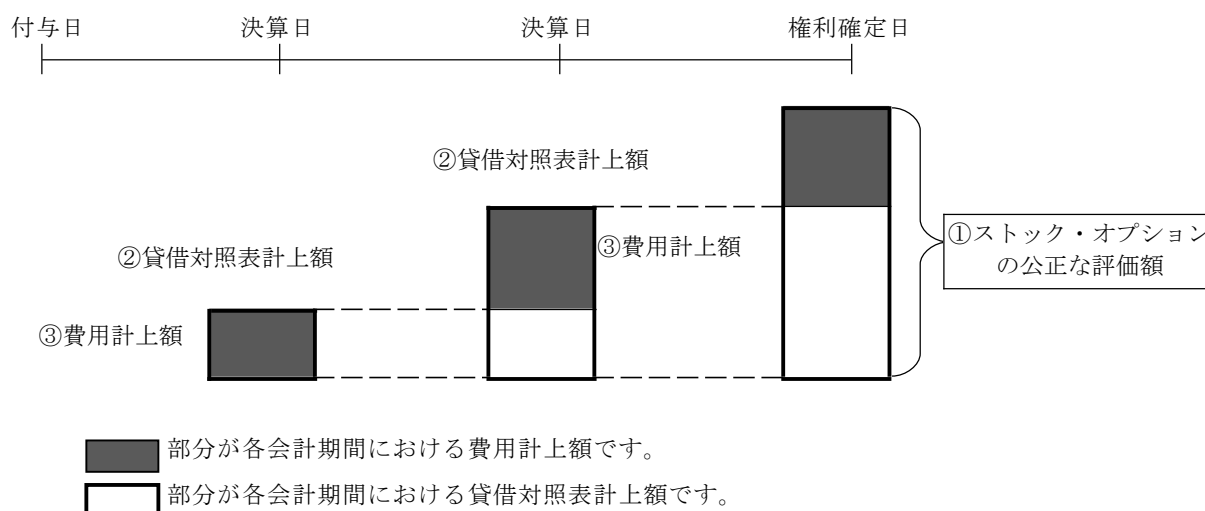 付与日 決算日 決算日 権利確定日
②貸借対照表計上額
②貸借対照表計上額
③費用計上額
①ストック・オプション
の公正な評価額
③費用計上額
部分が各会計期間における費用計上額です。
部分が各会計期間における貸借対照表計上額です。